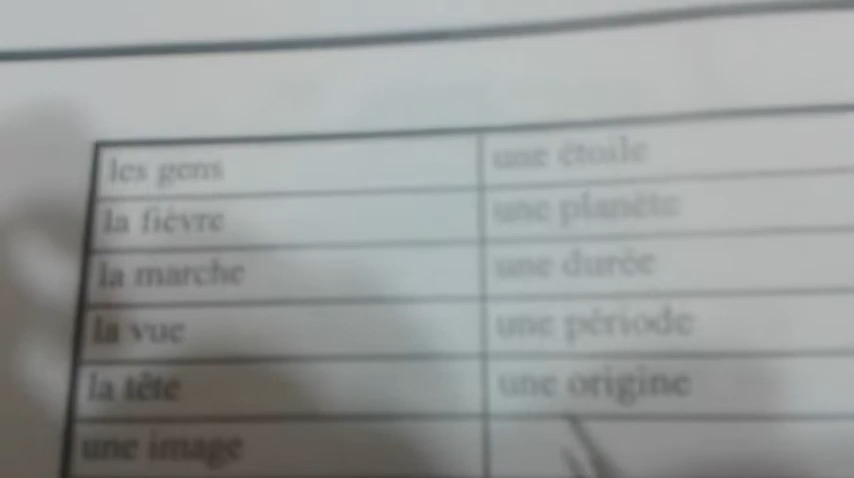 les gens
une étoile
la fièvre
une planète
la marche
une durée
la vue
une période
la tête
une origine
une image